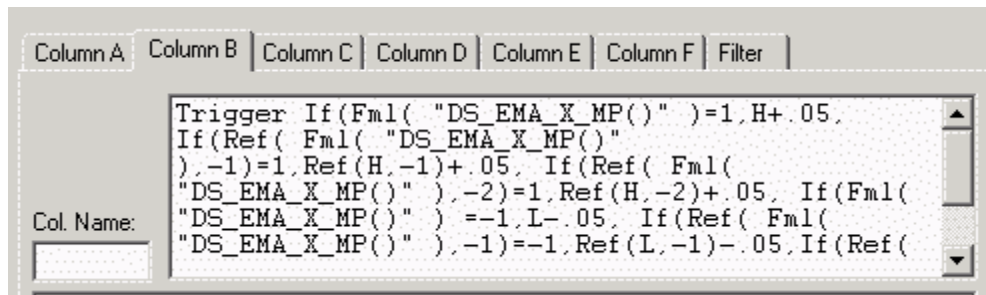 Column A Column B Column C Column D Column E Column F Filter
Trigger If(Fml( "DS_EMA_X_MP()" )=1,H+.05,
If(Ref( Fml( "DS_EMA_X_MP()"
),-1)=1,Ref(H,-1)+.05, If(Ref( Fml(
"DS_EMA_X_MP()" ),-2)=1,Ref(H,-2)+.05, If(Fml(
"DS_EMA_X_MP()" ) =-1,L-.05, If(Ref( Fml(
"DS_EMA_X_MP()" ),-1)=-1,Ref(L,-1)-.05,If(Ref(
Col. Name: